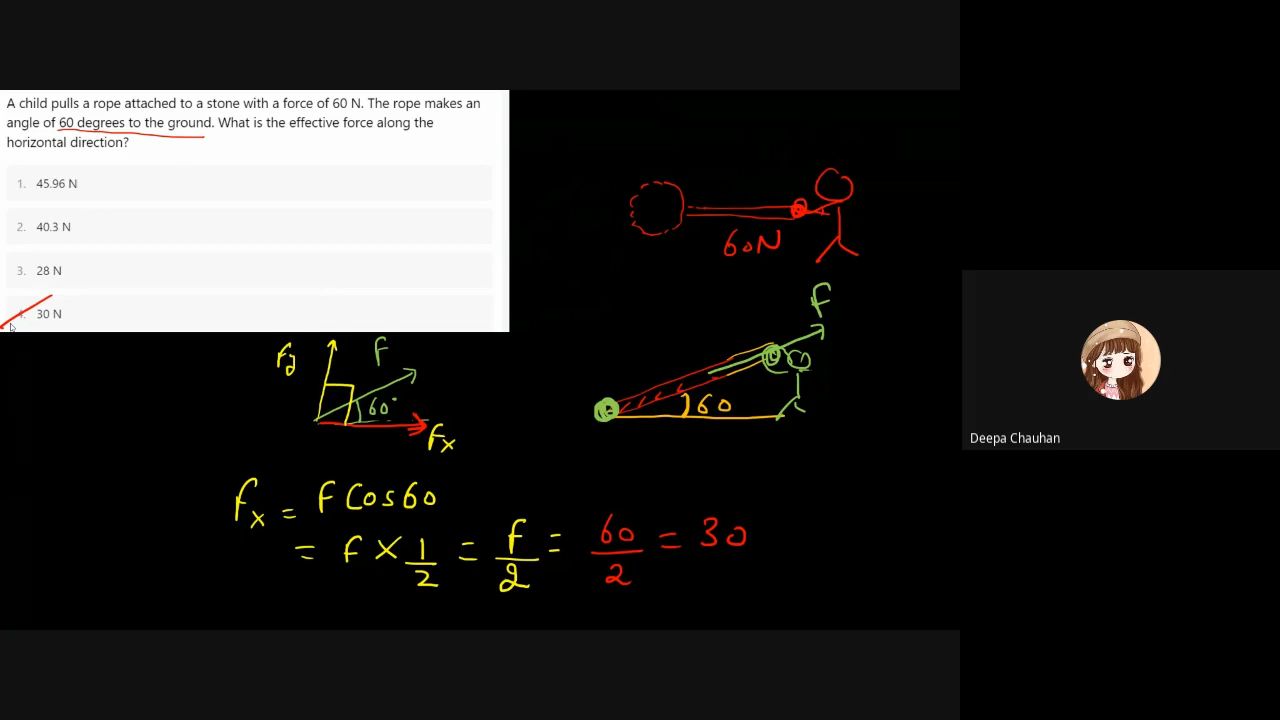 A child pulls a rope attached to a stone with a force of 60 N. The rope makes an
angle of 60 degrees to the ground. What is the effective force along the
horizontal direction?
1. 45.96 N
2. 40.3 N
3. 28 N
4. 30 N
60N
F
60
Fy
F
60°
Fx
Fx = F Cos60
= F × 1/2 = F/2 = 60/2 = 30
Deepa Chauhan